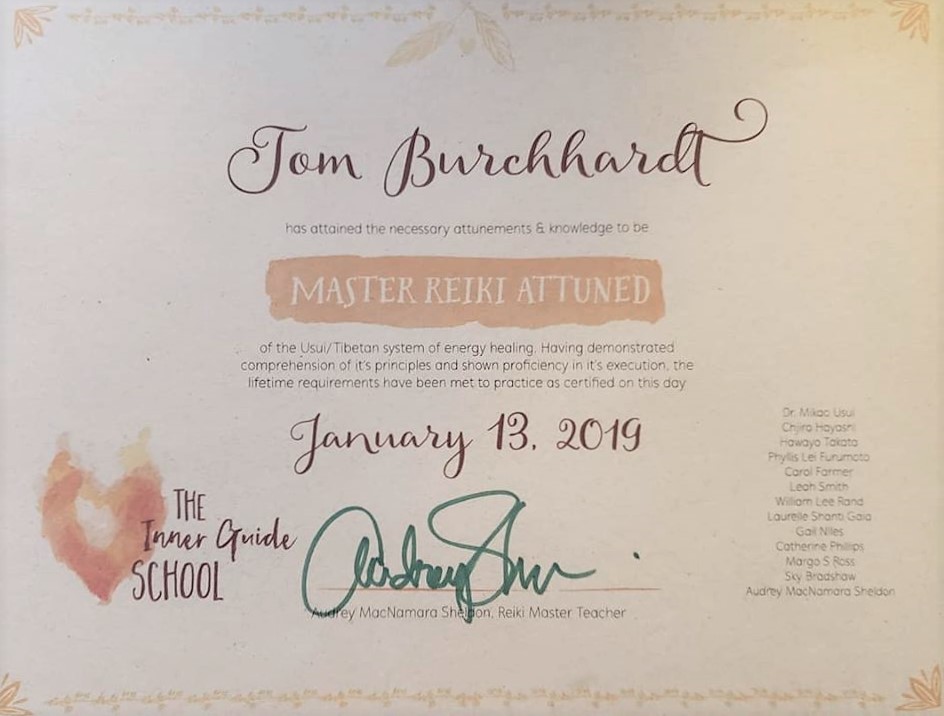 Tom Burchhardt
has attained the necessary attunements & knowledge to be
MASTER REIKI ATTUNED
of the Usui/Tibetan system of energy healing. Having demonstrated
comprehension of it's principles and shown proficiency in it's execution, the
lifetime requirements have been met to practice as certified on this day
January 13, 2019
THE
Inner Guide
SCHOOL
Audrey MacNamara Sheldon, Reiki Master Teacher
Dr. Mikao Usui
Chijiro Hayashi
Hawayo Takata
Phyllis Lei Furumoto
Carol Farmer
Leah Smith
William Lee Rand
Laurelle Shanti Gaia
Gail Niles
Catherine Phillips
Margo S Ross
Sky Bradshaw
Audrey MacNamara Sheldon